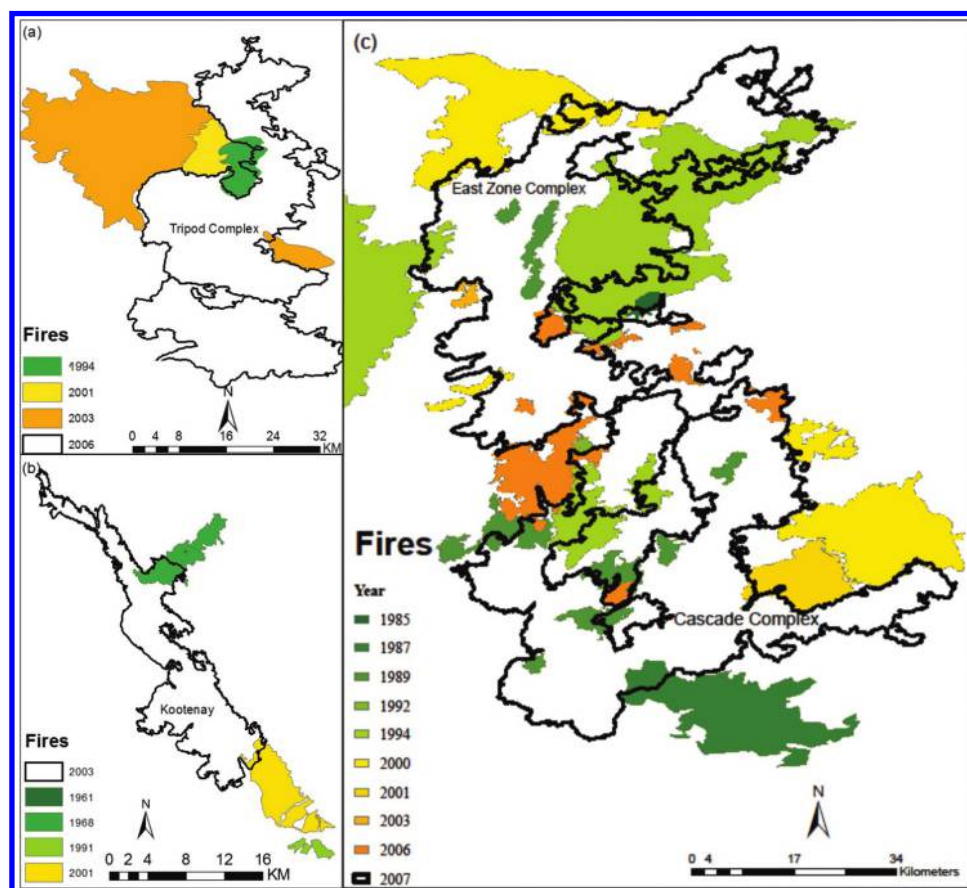 (a)
Tripod Complex
Fires
1994
2001
2003
2006
N
0 4 8 16 24 32
KM
(b)
Kootenay
Fires
2003
1961
1968
1991
2001
N
0 2 4 8 12 16
KM
(c)
East Zone Complex
Cascade Complex
Fires
Year
1985
1987
1989
1992
1994
2000
2001
2003
2006
2007
N
0 4 17 34
Kilometers